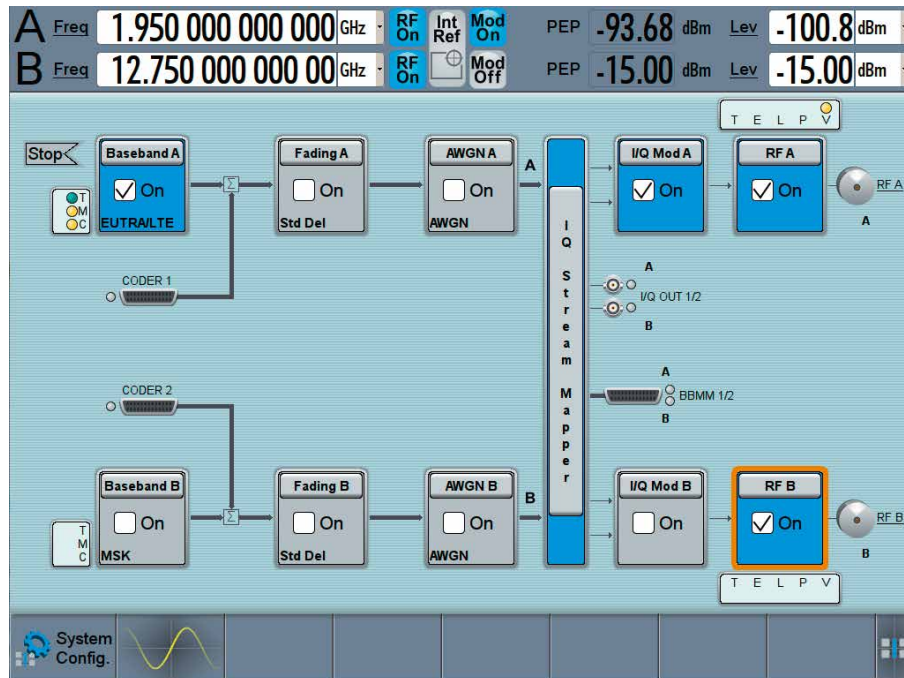 A Freq 1.950 000 000 000 GHz RF On Int Ref Mod On PEP -93.68 dBm Lev -100.8 dBm
B Freq 12.750 000 000 00 GHz RF On Mod Off PEP -15.00 dBm Lev -15.00 dBm
T E L P V
Stop
Baseband A
On
EUTRA/LTE
T
M
C
Fading A
On
Std Del
AWGN A
On
AWGN
A
I/Q Mod A
On
RF A
On
RF A
A
Σ
CODER 1
IQ Stream Mapper
A
I/Q OUT 1/2
B
CODER 2
A
BBMM 1/2
B
Baseband B
On
MSK
T
M
C
Σ
Fading B
On
Std Del
AWGN B
On
AWGN
B
I/Q Mod B
On
RF B
On
RF B
B
T E L P V
System
Config.